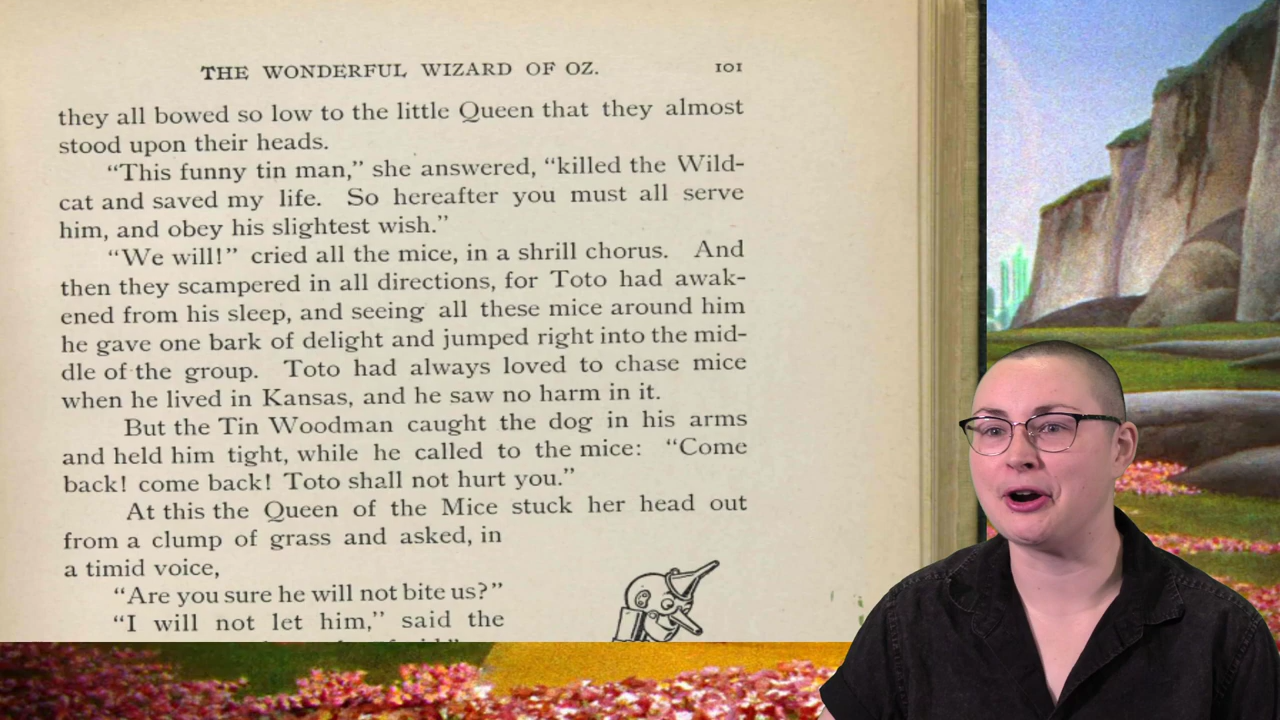 THE WONDERFUL WIZARD OF OZ. 101
they all bowed so low to the little Queen that they almost
stood upon their heads.
“This funny tin man,” she answered, “killed the Wild-
cat and saved my life. So hereafter you must all serve
him, and obey his slightest wish.”
“We will!” cried all the mice, in a shrill chorus. And
then they scampered in all directions, for Toto had awak-
ened from his sleep, and seeing all these mice around him
he gave one bark of delight and jumped right into the mid-
dle of the group. Toto had always loved to chase mice
when he lived in Kansas, and he saw no harm in it.
But the Tin Woodman caught the dog in his arms
and held him tight, while he called to the mice: “Come
back! come back! Toto shall not hurt you.”
At this the Queen of the Mice stuck her head out
from a clump of grass and asked, in
a timid voice,
“Are you sure he will not bite us?”
“I will not let him,” said the